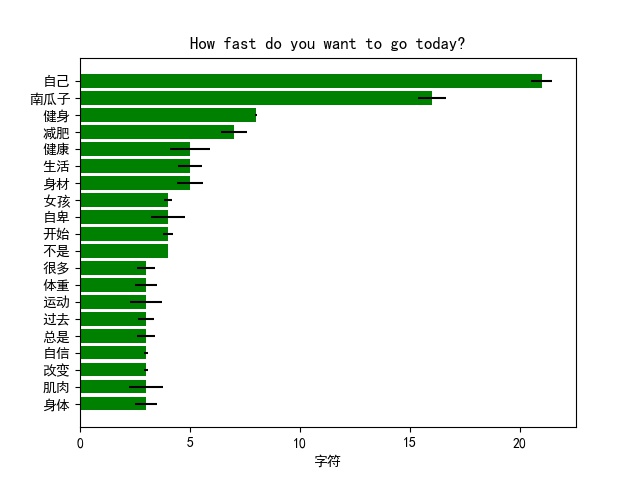 How fast do you want to go today?
自己
南瓜子
健身
减肥
健康
生活
身材
女孩
自卑
开始
不是
很多
体重
运动
过去
总是
自信
改变
肌肉
身体
0 5 10 15 20
字符